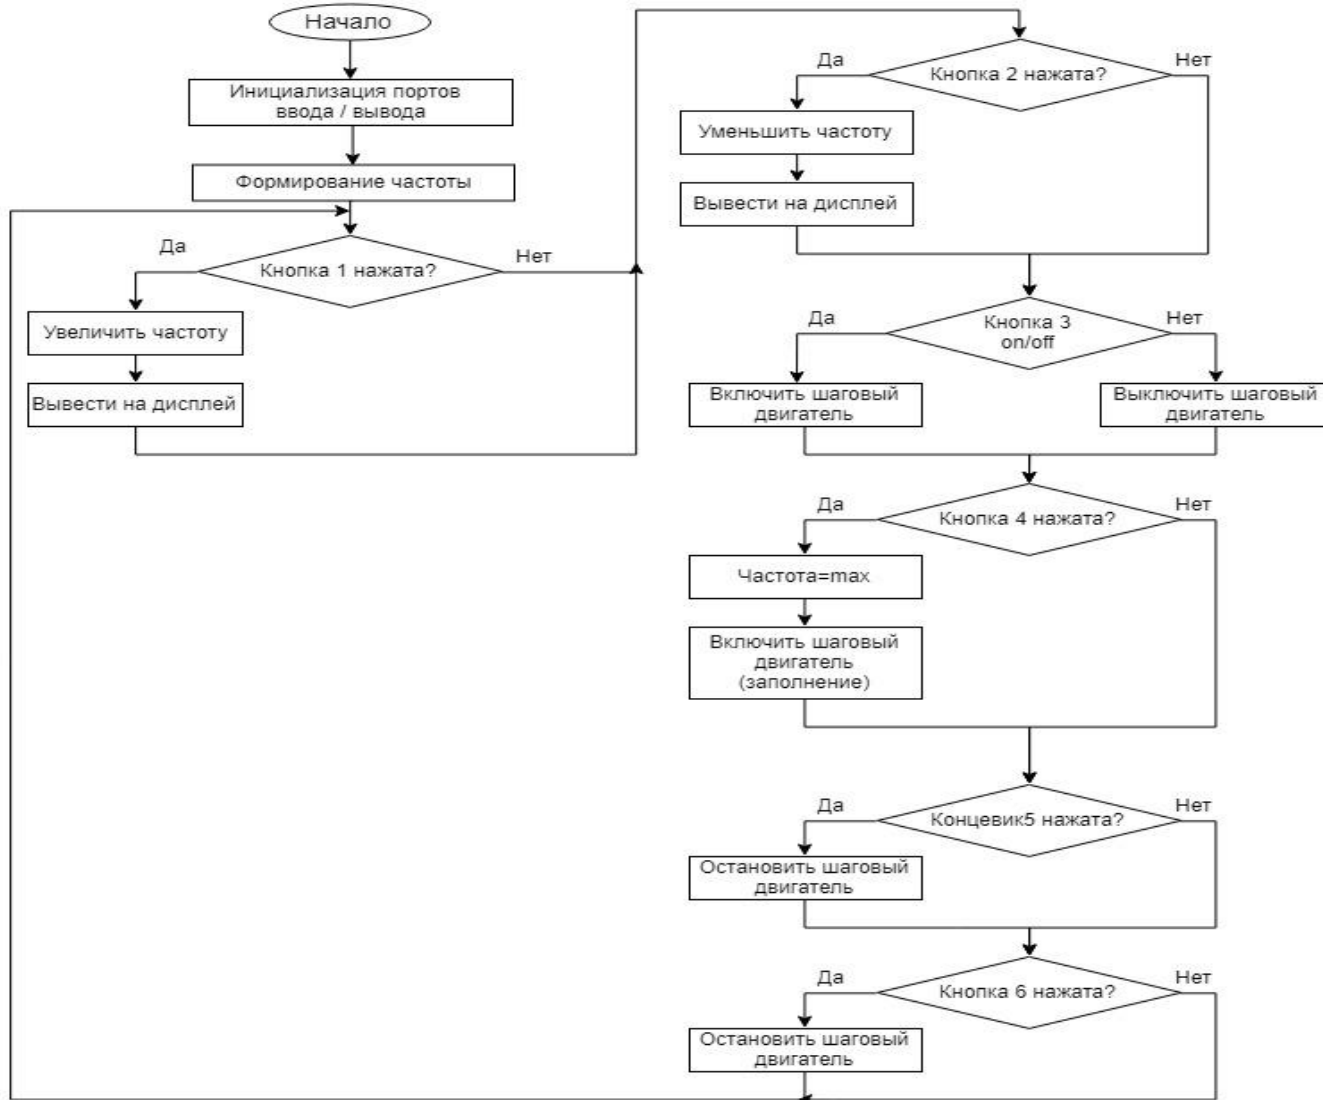 Начало
Инициализация портов
ввода / вывода
Формирование частоты
Да
Кнопка 1 нажата?
Нет
Увеличить частоту
Вывести на дисплей
Да
Кнопка 2 нажата?
Нет
Уменьшить частоту
Вывести на дисплей
Да
Кнопка 3
on/off
Нет
Включить шаговый
двигатель
Выключить шаговый
двигатель
Да
Кнопка 4 нажата?
Нет
Частота=max
Включить шаговый
двигатель
(заполнение)
Да
Концевик5 нажата?
Нет
Остановить шаговый
двигатель
Да
Кнопка 6 нажата?
Нет
Остановить шаговый
двигатель